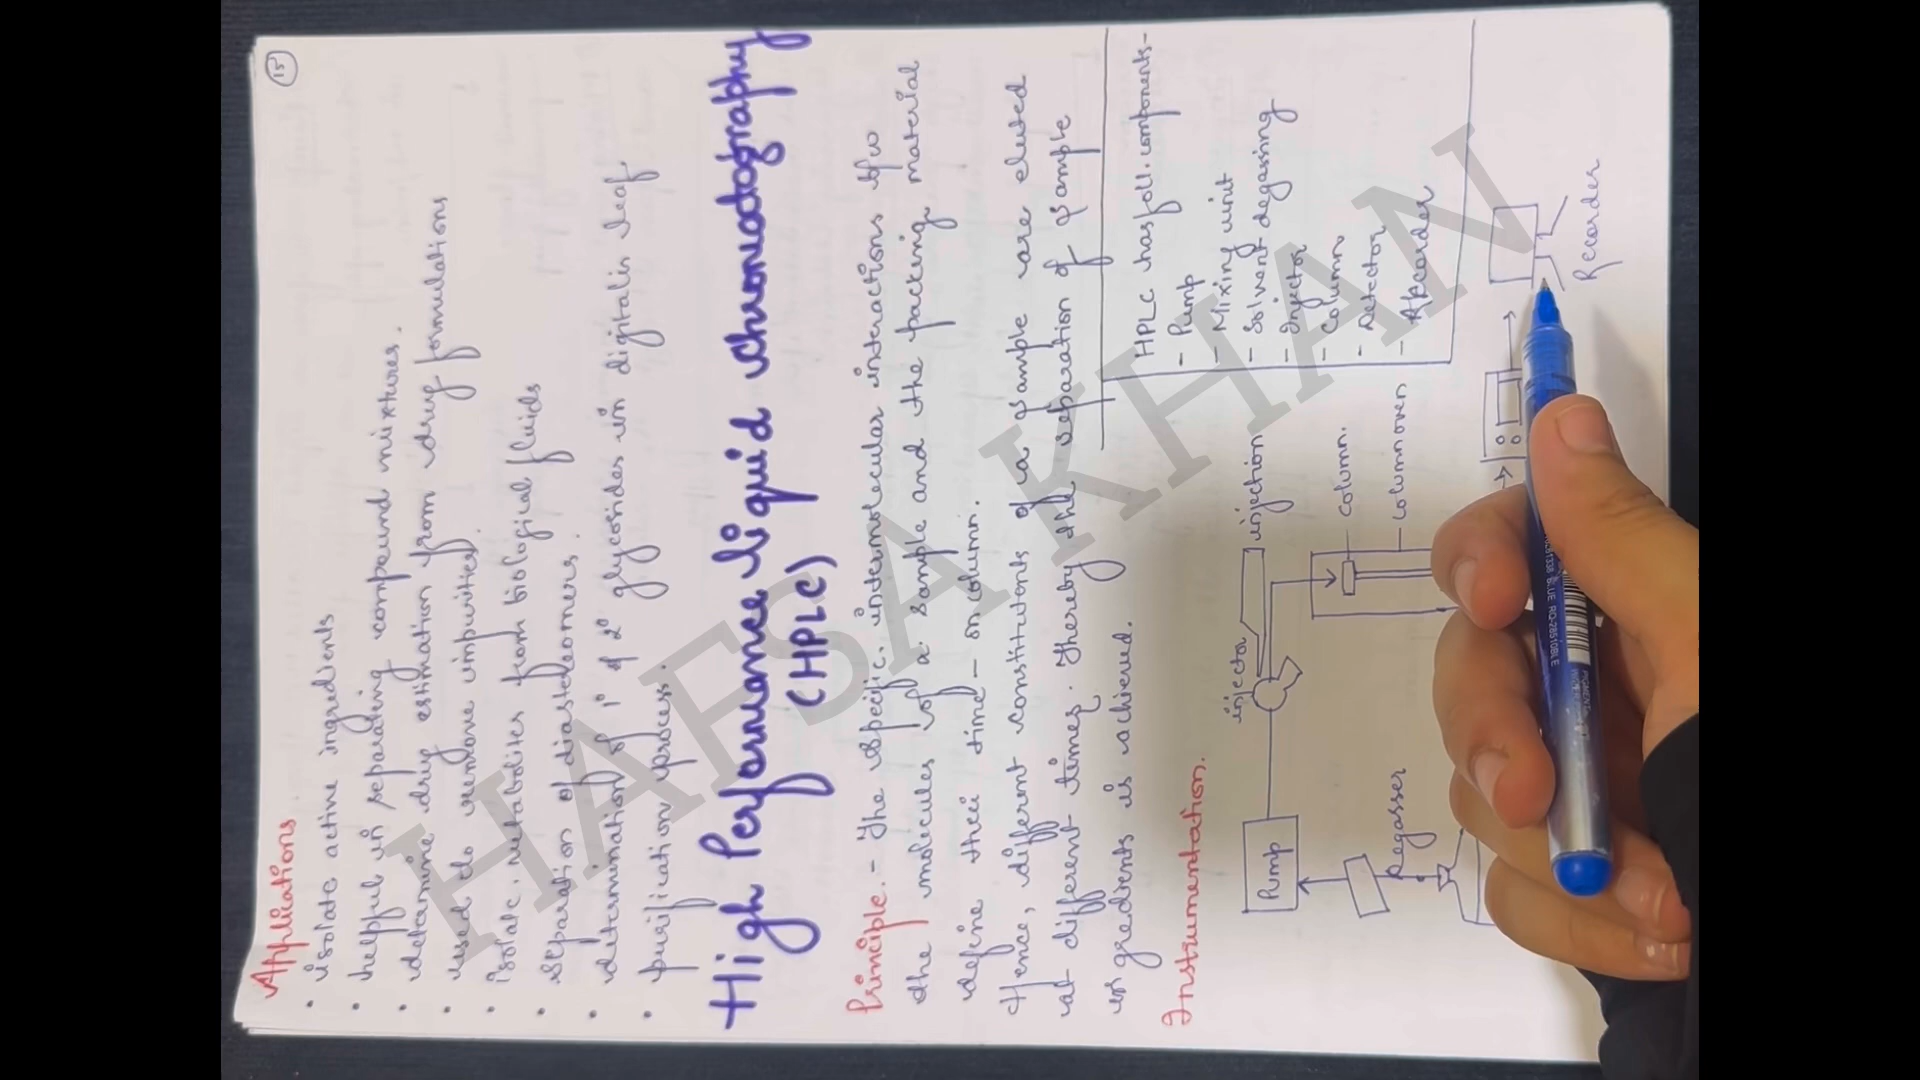 15
Applications
• isolate active ingredients
• helpful in separating compound mixtures.
• determine drug estimation from drug formulations
• used to remove impurities.
• isolate, metabolites from biological fluids
• separation of diasteleomers.
• determination of 1° & 2° glycosides in digitalis leaf.
• purification process.
High Performance liquid chromatography
(HPLC)
Principle. - The specific. intermolecular interactions b/w
the molecules of a sample and the packing material
define their time - on column.
Hence, different constituents of a sample are eluted
at different times. Thereby the separation of sample
ingredients is achieved.
Instrumentation.
HPLC has foll. components-
- Pump
- Mixing unit
- Solvent degassing
- Injector
- Column
- Detector
- Recorder
injector
injection
Pump
Degasser
column.
column oven
Recorder
HAFSA KHAN